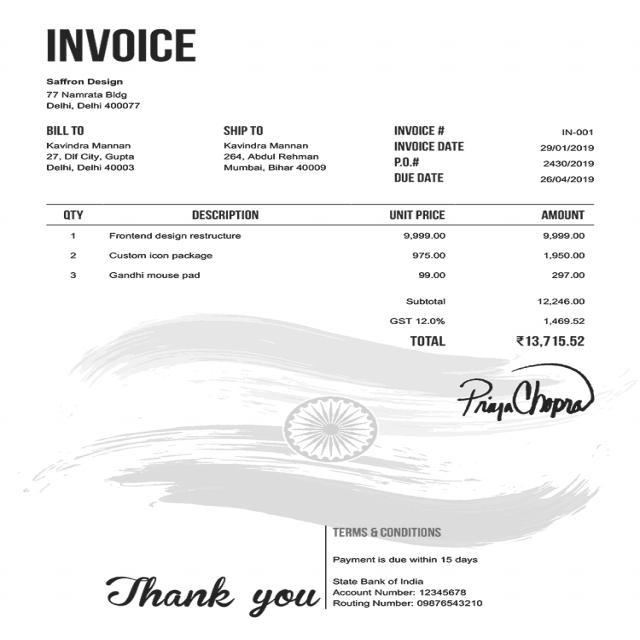 INVOICE
Saffron Design
77 Namrata Bldg
Delhi, Delhi 400077
BILL TO
Kavindra Mannan
27, Dlf City, Gupta
Delhi, Delhi 40003
SHIP TO
Kavindra Mannan
264, Abdul Rehman
Mumbai, Bihar 40009
INVOICE # IN-001
INVOICE DATE 29/01/2019
P.O.# 2430/2019
DUE DATE 26/04/2019
QTY DESCRIPTION UNIT PRICE AMOUNT
1 Frontend design restructure 9,999.00 9,999.00
2 Custom icon package 975.00 1,950.00
3 Gandhi mouse pad 99.00 297.00
Subtotal 12,246.00
GST 12.0% 1,469.52
TOTAL ₹13,715.52
Priya Chopra
TERMS & CONDITIONS
Payment is due within 15 days
State Bank of India
Account Number: 12345678
Routing Number: 09876543210
Thank you